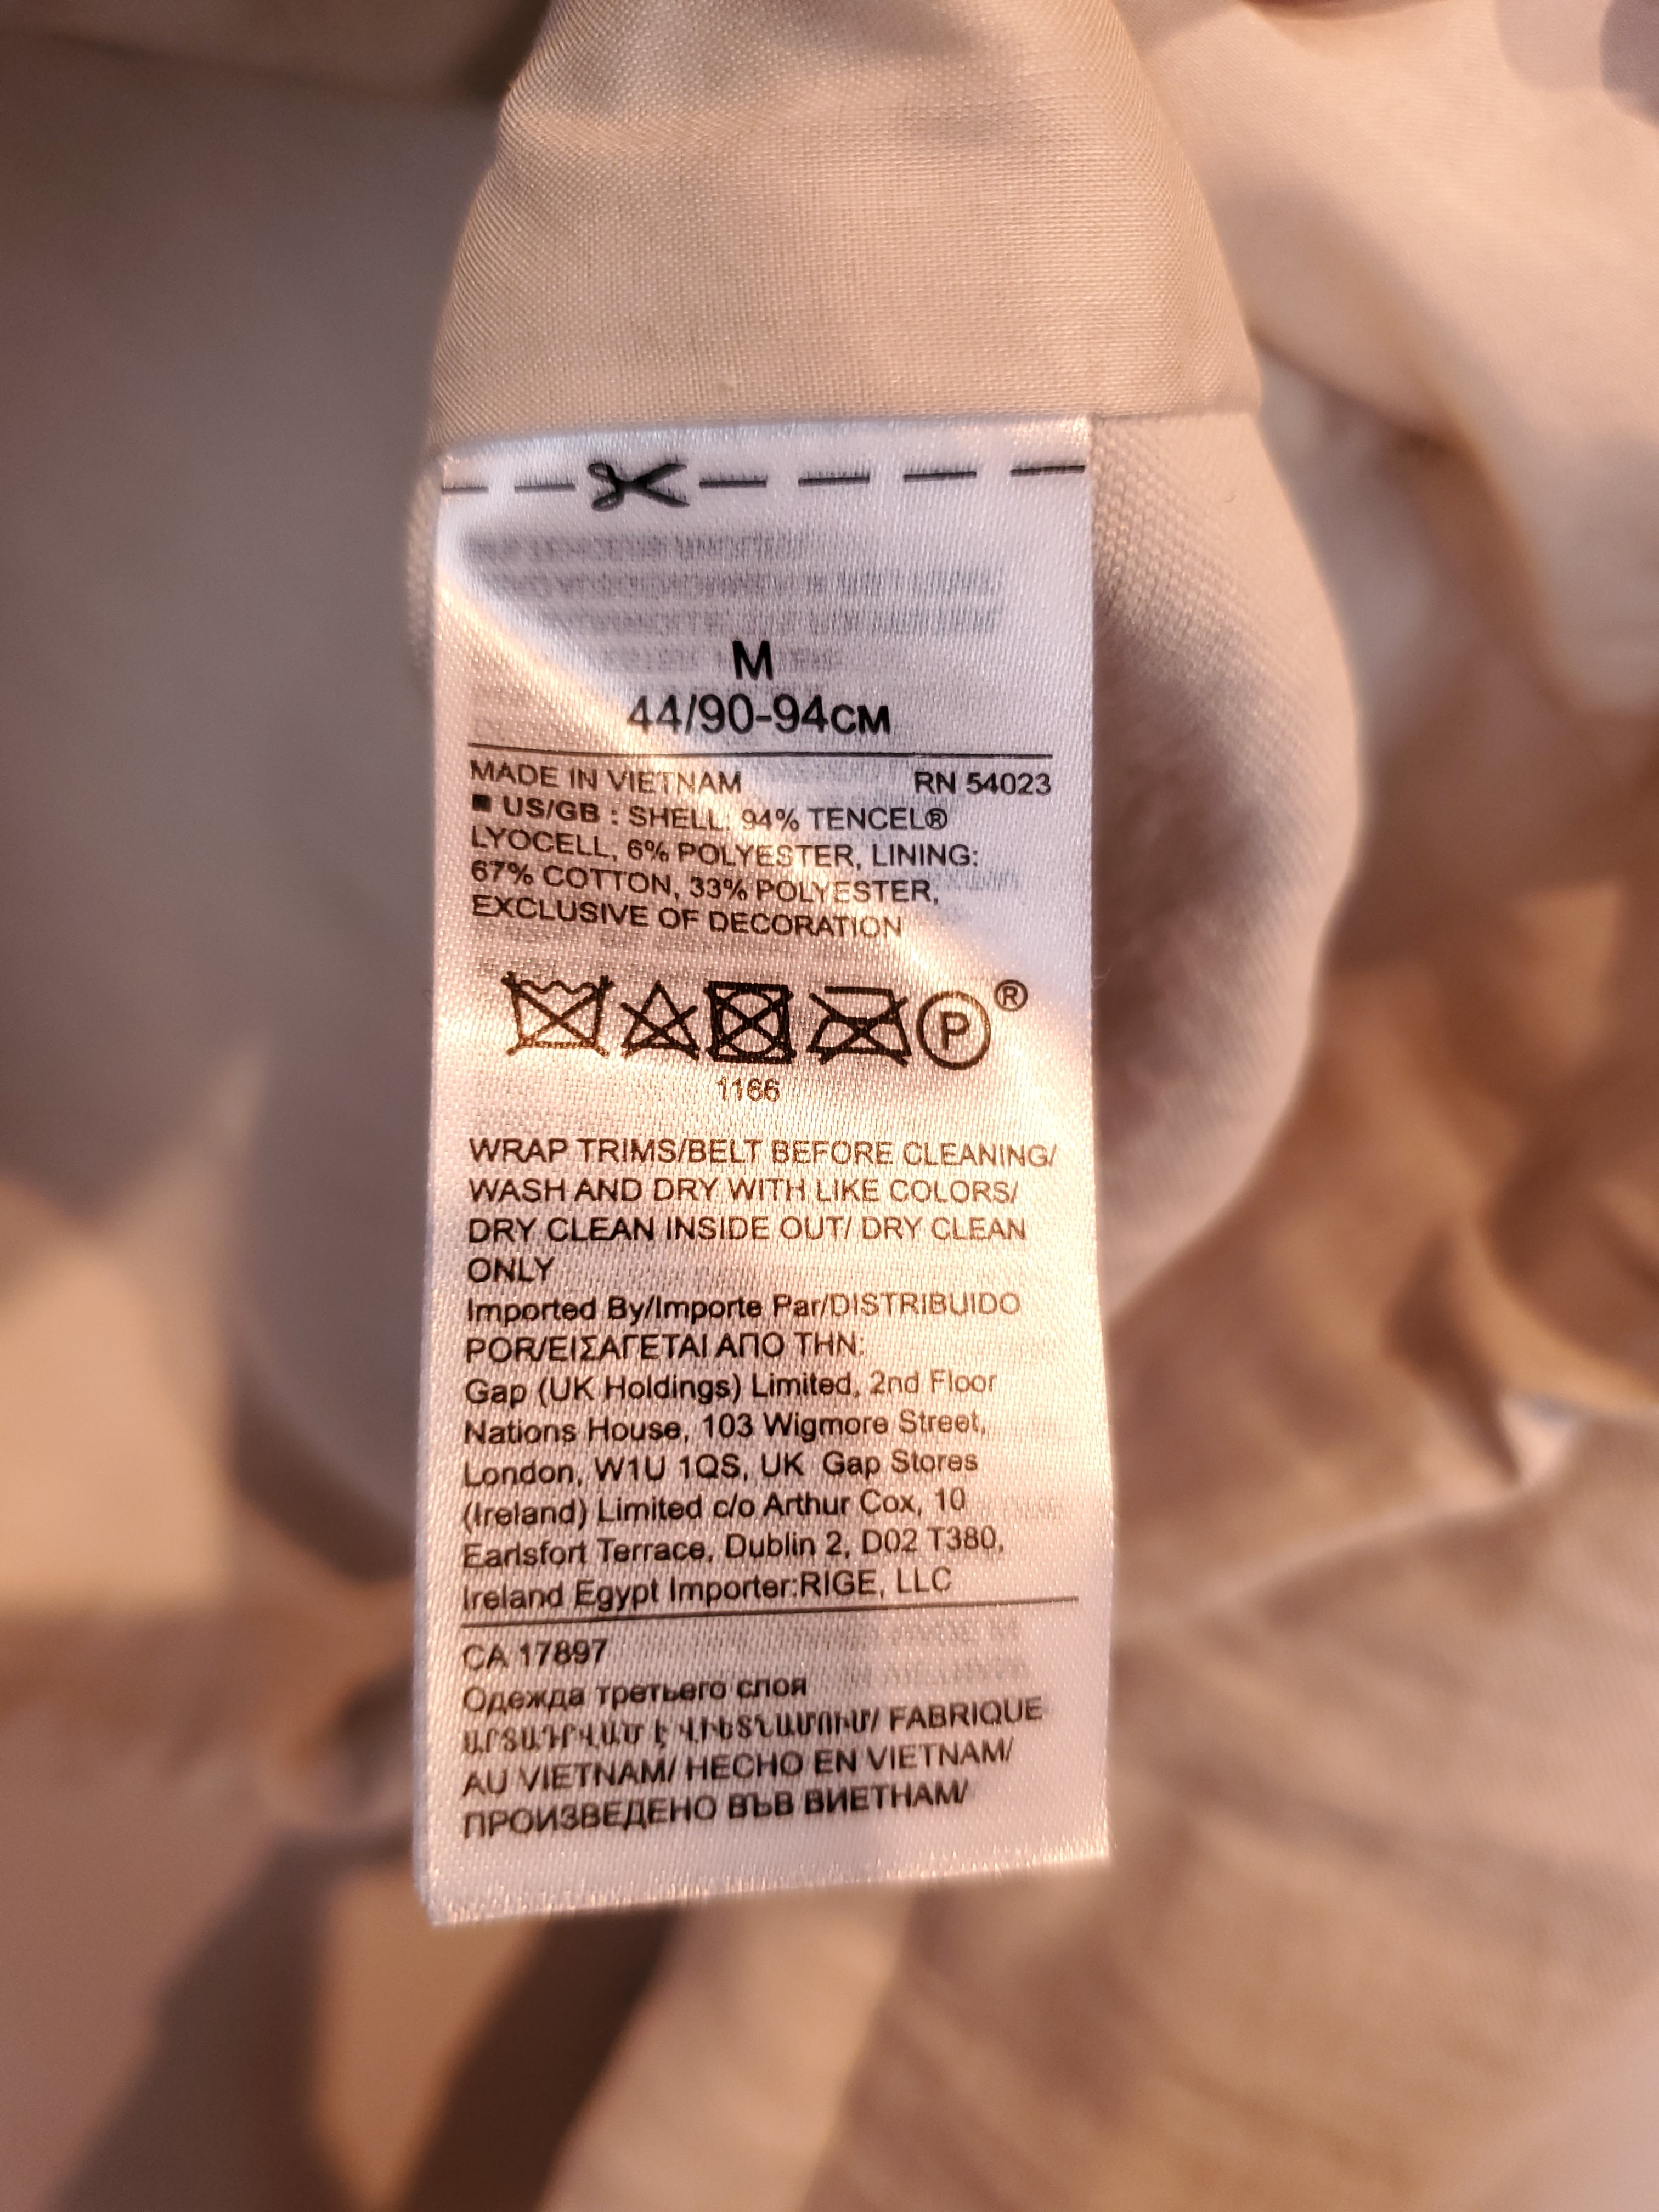 M
44/90-94CM
MADE IN VIETNAM RN 54023
■ US/GB : SHELL: 94% TENCEL®
LYOCELL, 6% POLYESTER, LINING:
67% COTTON, 33% POLYESTER,
EXCLUSIVE OF DECORATION
P ®
1166
WRAP TRIMS/BELT BEFORE CLEANING/
WASH AND DRY WITH LIKE COLORS/
DRY CLEAN INSIDE OUT/ DRY CLEAN
ONLY
Imported By/Importe Par/DISTRIBUIDO
POR/ΕΙΣΑΓΕΤΑΙ ΑΠΟ ΤΗΝ:
Gap (UK Holdings) Limited, 2nd Floor
Nations House, 103 Wigmore Street,
London, W1U 1QS, UK Gap Stores
(Ireland) Limited c/o Arthur Cox, 10
Earlsfort Terrace, Dublin 2, D02 T380,
Ireland Egypt Importer:RIGE, LLC
CA 17897
Одежда третьего слоя
ԱՐՏԱԴՐՎԱԾ Է ՎԻԵՏՆԱՄՈՒՄ/ FABRIQUE
AU VIETNAM/ HECHO EN VIETNAM/
ПРОИЗВЕДЕНО ВЪВ ВИЕТНАМ/